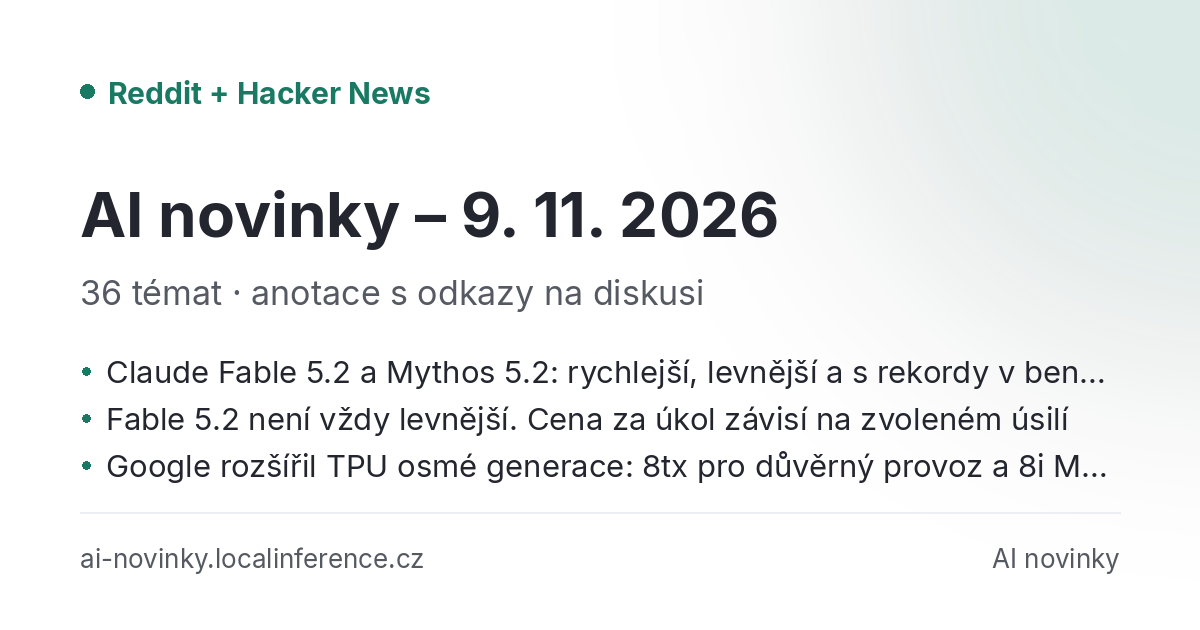 Reddit + Hacker News
AI novinky – 9. 11. 2026
36 témat · anotace s odkazy na diskusi
• Claude Fable 5.2 a Mythos 5.2: rychlejší, levnější a s rekordy v ben...
• Fable 5.2 není vždy levnější. Cena za úkol závisí na zvoleném úsilí
• Google rozšířil TPU osmé generace: 8tx pro důvěrný provoz a 8i M...
ai-novinky.localinference.cz
AI novinky